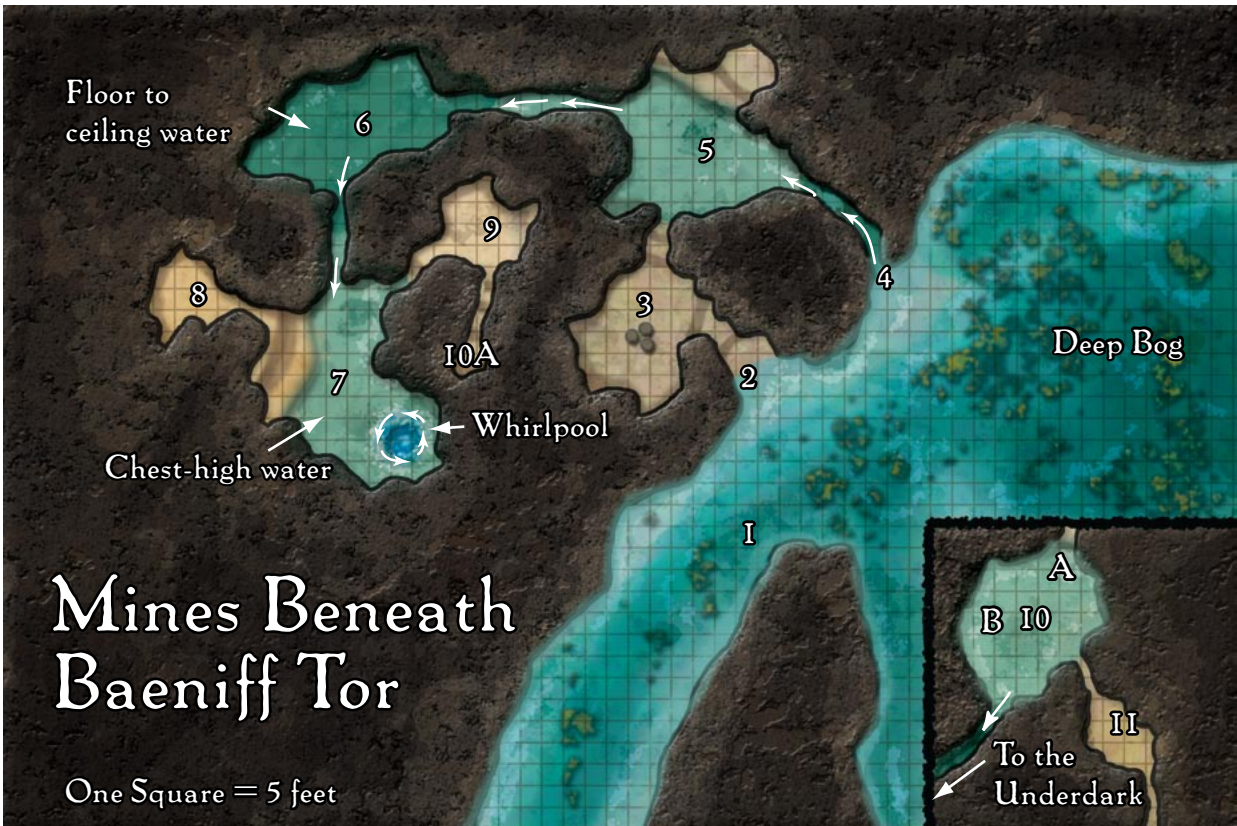 Floor to
ceiling water
6
5
9
4
8
3
10A
Deep Bog
7
2
Whirlpool
Chest-high water
1
A
B 10
Mines Beneath
Baeniff Tor
11
To the
Underdark
One Square = 5 feet